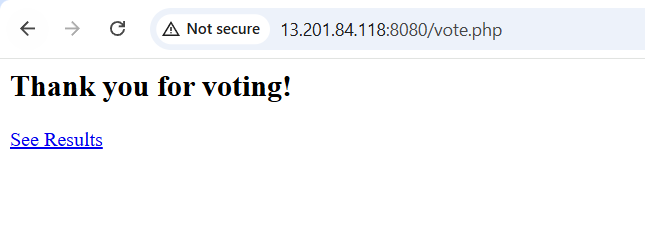 Not secure 13.201.84.118:8080/vote.php
Thank you for voting!
See Results